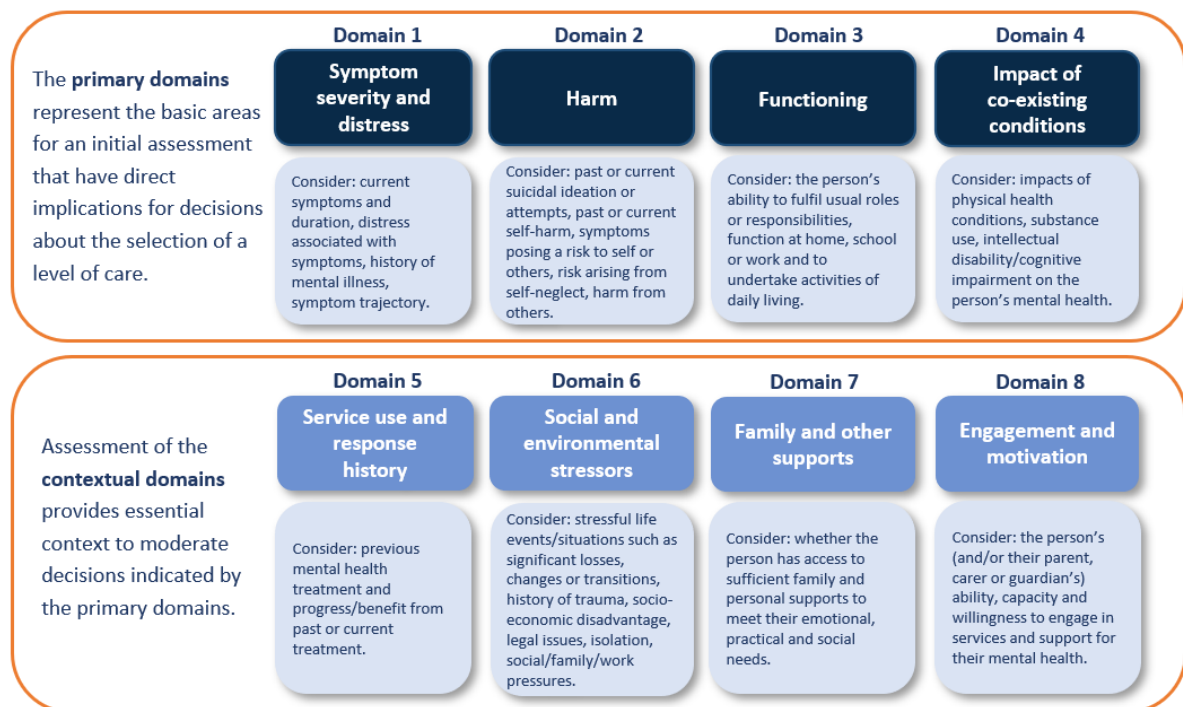 The primary domains
represent the basic areas
for an initial assessment
that have direct
implications for decisions
about the selection of a
level of care.
Domain 1
Symptom
severity and
distress
Consider: current
symptoms and
duration, distress
associated with
symptoms, history of
mental illness,
symptom trajectory.
Domain 2
Harm
Consider: past or current
suicidal ideation or
attempts, past or current
self-harm, symptoms
posing a risk to self or
others, risk arising from
self-neglect, harm from
others.
Domain 3
Functioning
Consider: the person's
ability to fulfil usual roles
or responsibilities,
function at home, school
or work and to
undertake activities of
daily living.
Domain 4
Impact of
co-existing
conditions
Consider: impacts of
physical health
conditions, substance
use, intellectual
disability/cognitive
impairment on the
person's mental health.
Assessment of the
contextual domains
provides essential
context to moderate
decisions indicated by
the primary domains.
Domain 5
Service use and
response
history
Consider: previous
mental health
treatment and
progress/benefit from
past or current
treatment.
Domain 6
Social and
environmental
stressors
Consider: stressful life
events/situations such as
significant losses,
changes or transitions,
history of trauma, socio-
economic disadvantage,
legal issues, isolation,
social/family/work
pressures.
Domain 7
Family and other
supports
Consider: whether the
person has access to
sufficient family and
personal supports to
meet their emotional,
practical and social
needs.
Domain 8
Engagement and
motivation
Consider: the person's
(and/or their parent,
carer or guardian's)
ability, capacity and
willingness to engage in
services and support for
their mental health.